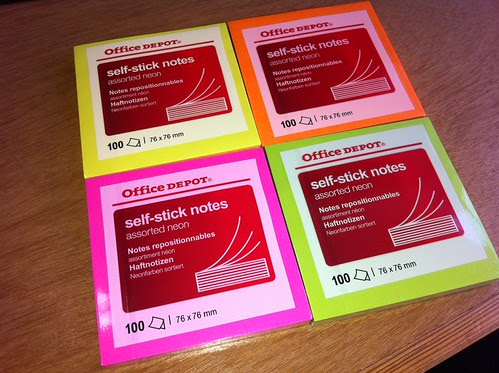 Office DEPOT®
self-stick notes
assorted neon
Notes repositionnables
assortiment néon
Haftnotizen
Neonfarben sortiert
100 | 76 x 76 mm
Office DEPOT®
self-stick notes
assorted neon
Notes repositionnables
assortiment néon
Haftnotizen
Neonfarben sortiert
100 | 76 x 76 mm
Office DEPOT®
self-stick notes
assorted neon
Notes repositionnables
assortiment néon
Haftnotizen
Neonfarben sortiert
100 | 76 x 76 mm
Office DEPOT®
self-stick notes
assorted neon
Notes repositionnables
assortiment néon
Haftnotizen
Neonfarben sortiert
100 | 76 x 76 mm